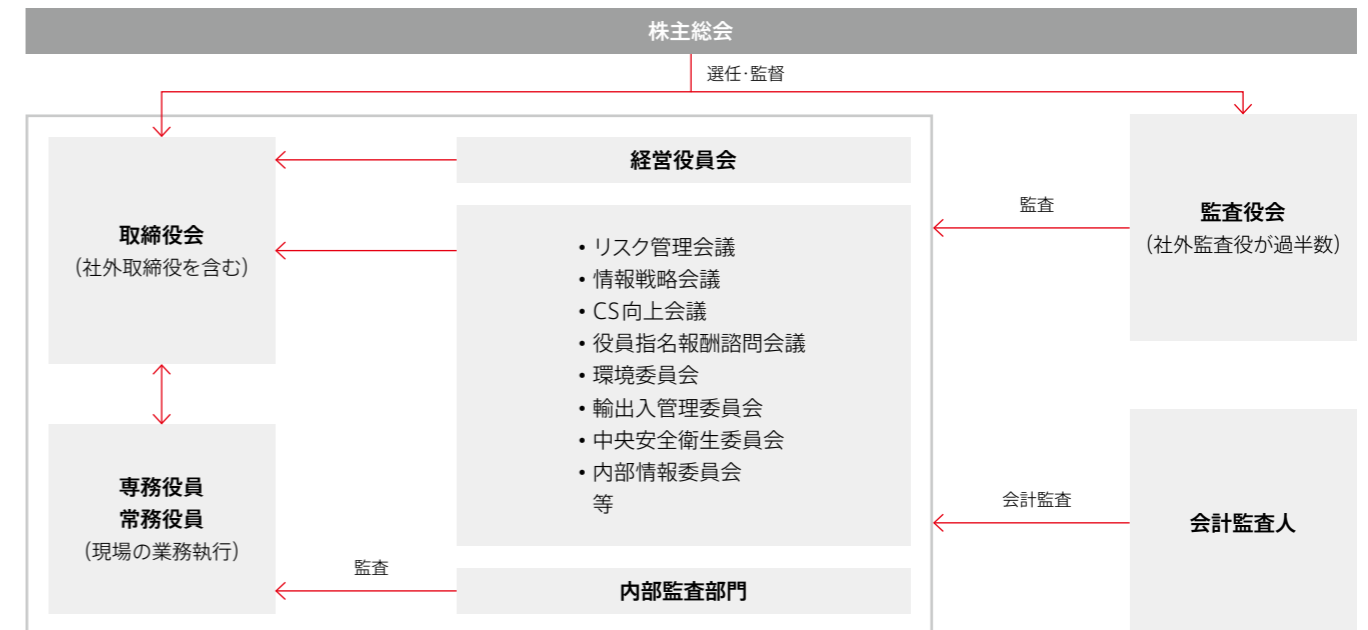 株主総会
選任・監督
取締役会
（社外取締役を含む）
経営役員会
・リスク管理会議
・情報戦略会議
・CS向上会議
・役員指名報酬諮問会議
・環境委員会
・輸出入管理委員会
・中央安全衛生委員会
・内部情報委員会
等
監査
監査役会
（社外監査役が過半数）
専務役員
常務役員
（現場の業務執行）
監査
内部監査部門
会計監査
会計監査人